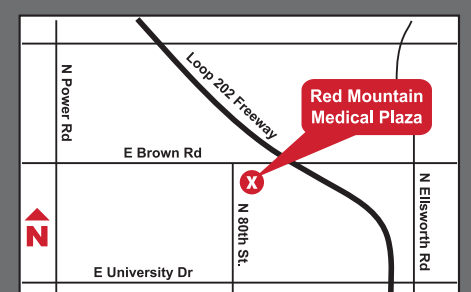 N Power Rd
Loop 202 Freeway
Red Mountain
Medical Plaza
E Brown Rd
X
N 80th St.
N Ellsworth Rd
N
E University Dr